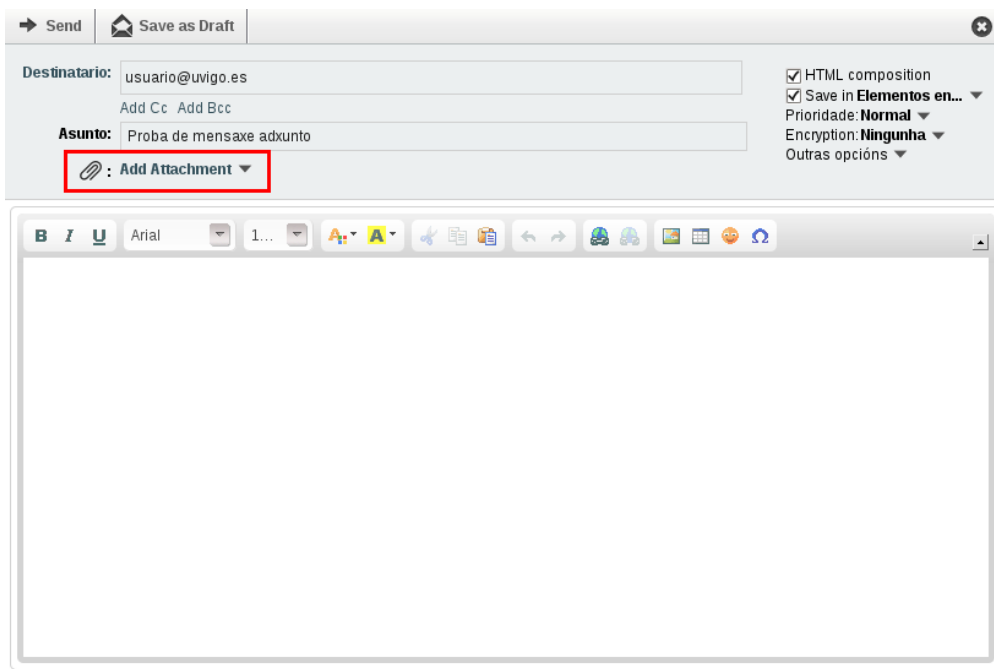 Send Save as Draft
Destinatario: usuario@uvigo.es
Add Cc Add Bcc
Asunto: Proba de mensaxe adxunto
: Add Attachment
HTML composition
Save in Elementos en...
Prioridade: Normal
Encryption: Ningunha
Outras opcións
B I U Arial 1... A A Ω